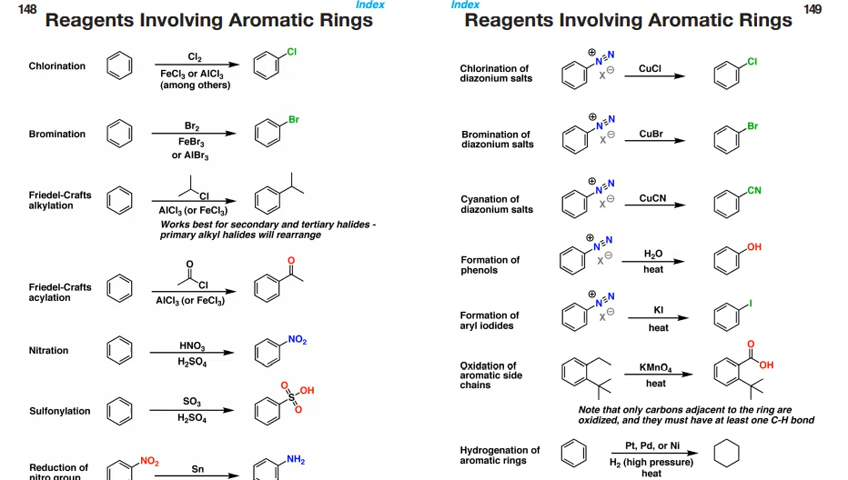 148
Index
Reagents Involving Aromatic Rings
Chlorination
Cl2
FeCl3 or AlCl3
(among others)
Cl
Bromination
Br2
FeBr3
or AlBr3
Br
Friedel-Crafts
alkylation
Cl
AlCl3 (or FeCl3)
Works best for secondary and tertiary halides -
primary alkyl halides will rearrange
Friedel-Crafts
acylation
O
Cl
AlCl3 (or FeCl3)
O
Nitration
HNO3
H2SO4
NO2
Sulfonylation
SO3
H2SO4
O
OH
S
O
Reduction of
nitro group
NO2
Sn
NH2
Index
149
Reagents Involving Aromatic Rings
Chlorination of
diazonium salts
⊕
N≡N
X⊖
CuCl
Cl
Bromination of
diazonium salts
⊕
N≡N
X⊖
CuBr
Br
Cyanation of
diazonium salts
⊕
N≡N
X⊖
CuCN
CN
Formation of
phenols
⊕
N≡N
X⊖
H2O
heat
OH
Formation of
aryl iodides
⊕
N≡N
X⊖
KI
heat
I
Oxidation of
aromatic side
chains
KMnO4
heat
O
OH
Note that only carbons adjacent to the ring are
oxidized, and they must have at least one C-H bond
Hydrogenation of
aromatic rings
Pt, Pd, or Ni
H2 (high pressure)
heat